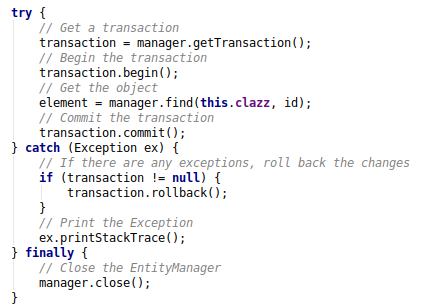 try {
    // Get a transaction
    transaction = manager.getTransaction();
    // Begin the transaction
    transaction.begin();
    // Get the object
    element = manager.find(this.clazz, id);
    // Commit the transaction
    transaction.commit();
} catch (Exception ex) {
    // If there are any exceptions, roll back the changes
    if (transaction != null) {
        transaction.rollback();
    }
    // Print the Exception
    ex.printStackTrace();
} finally {
    // Close the EntityManager
    manager.close();
}